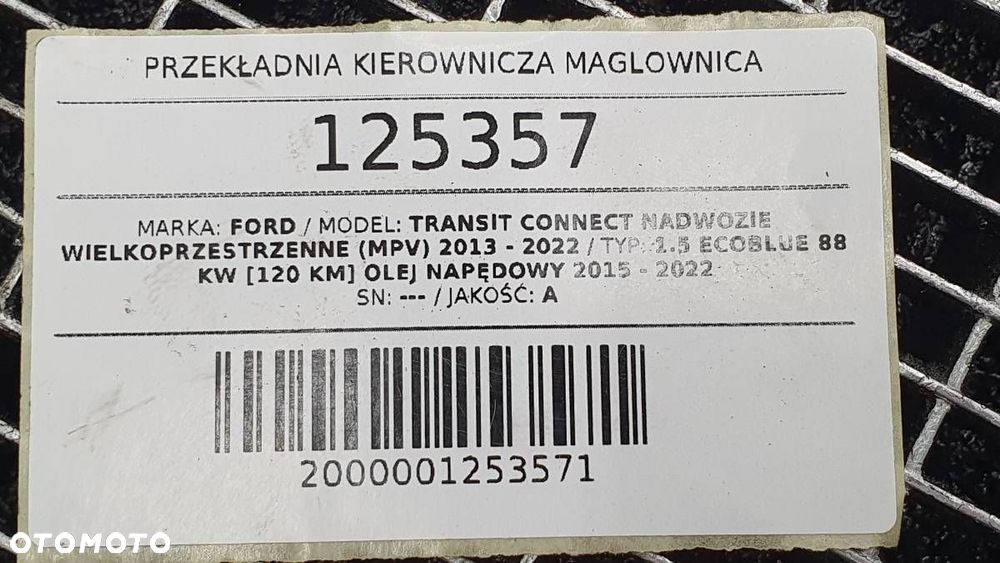 PRZEKŁADNIA KIEROWNICZA MAGLOWNICA
125357
MARKA: FORD / MODEL: TRANSIT CONNECT NADWOZIE
WIELKOPRZESTRZENNE (MPV) 2013 - 2022 / TYP: 1.5 ECOBLUE 88
KW [120 KM] OLEJ NAPĘDOWY 2015 - 2022
SN: --- / JAKOŚĆ: A
2000001253571
OTOMOTO